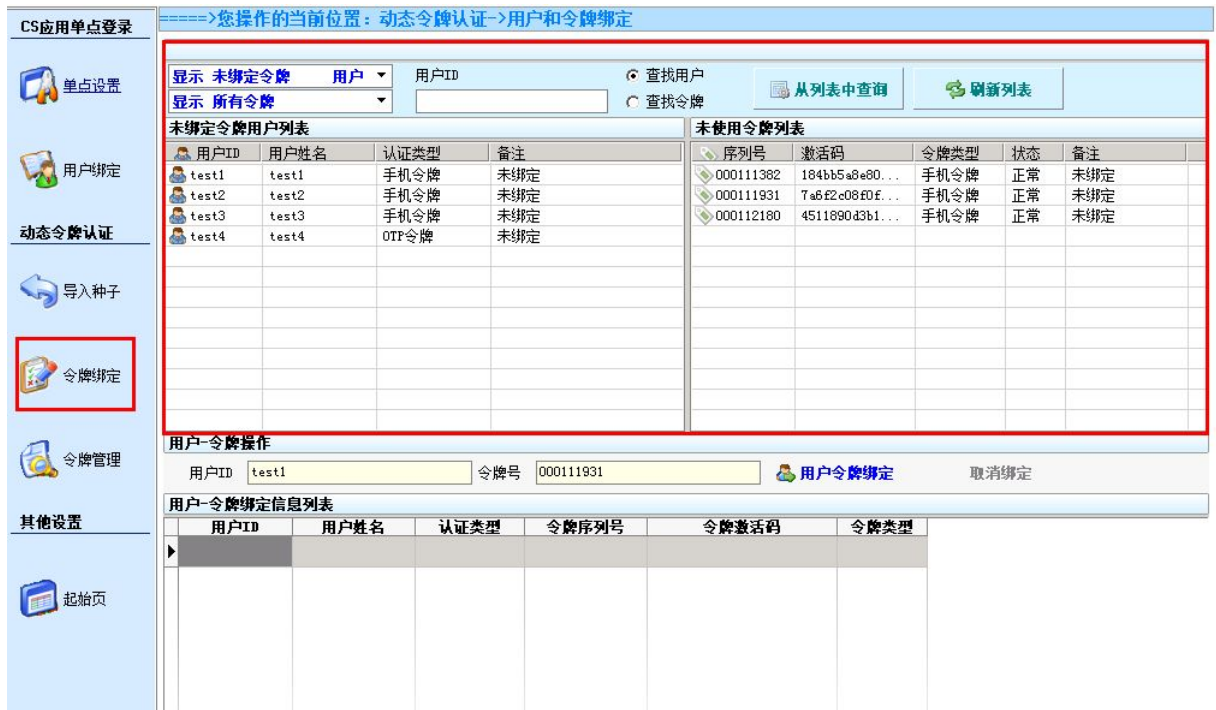 CS应用单点登录
单点设置
用户绑定
动态令牌认证
导入种子
令牌绑定
令牌管理
其他设置
起始页
=====>您操作的当前位置：动态令牌认证->用户和令牌绑定
显示 未绑定令牌 用户 用户ID 查找用户
显示 所有令牌 查找令牌 从列表中查询 刷新列表
未绑定令牌用户列表
用户ID 用户姓名 认证类型 备注
test1 test1 手机令牌 未绑定
test2 test2 手机令牌 未绑定
test3 test3 手机令牌 未绑定
test4 test4 OTP令牌 未绑定
未使用令牌列表
序列号 激活码 令牌类型 状态 备注
000111382 184bb5a8e80... 手机令牌 正常 未绑定
000111931 7a6f2c08f0f... 手机令牌 正常 未绑定
000112180 4511890d3b1... 手机令牌 正常 未绑定
用户-令牌操作
用户ID test1 令牌号 000111931 用户令牌绑定 取消绑定
用户-令牌绑定信息列表
用户ID 用户姓名 认证类型 令牌序列号 令牌激活码 令牌类型